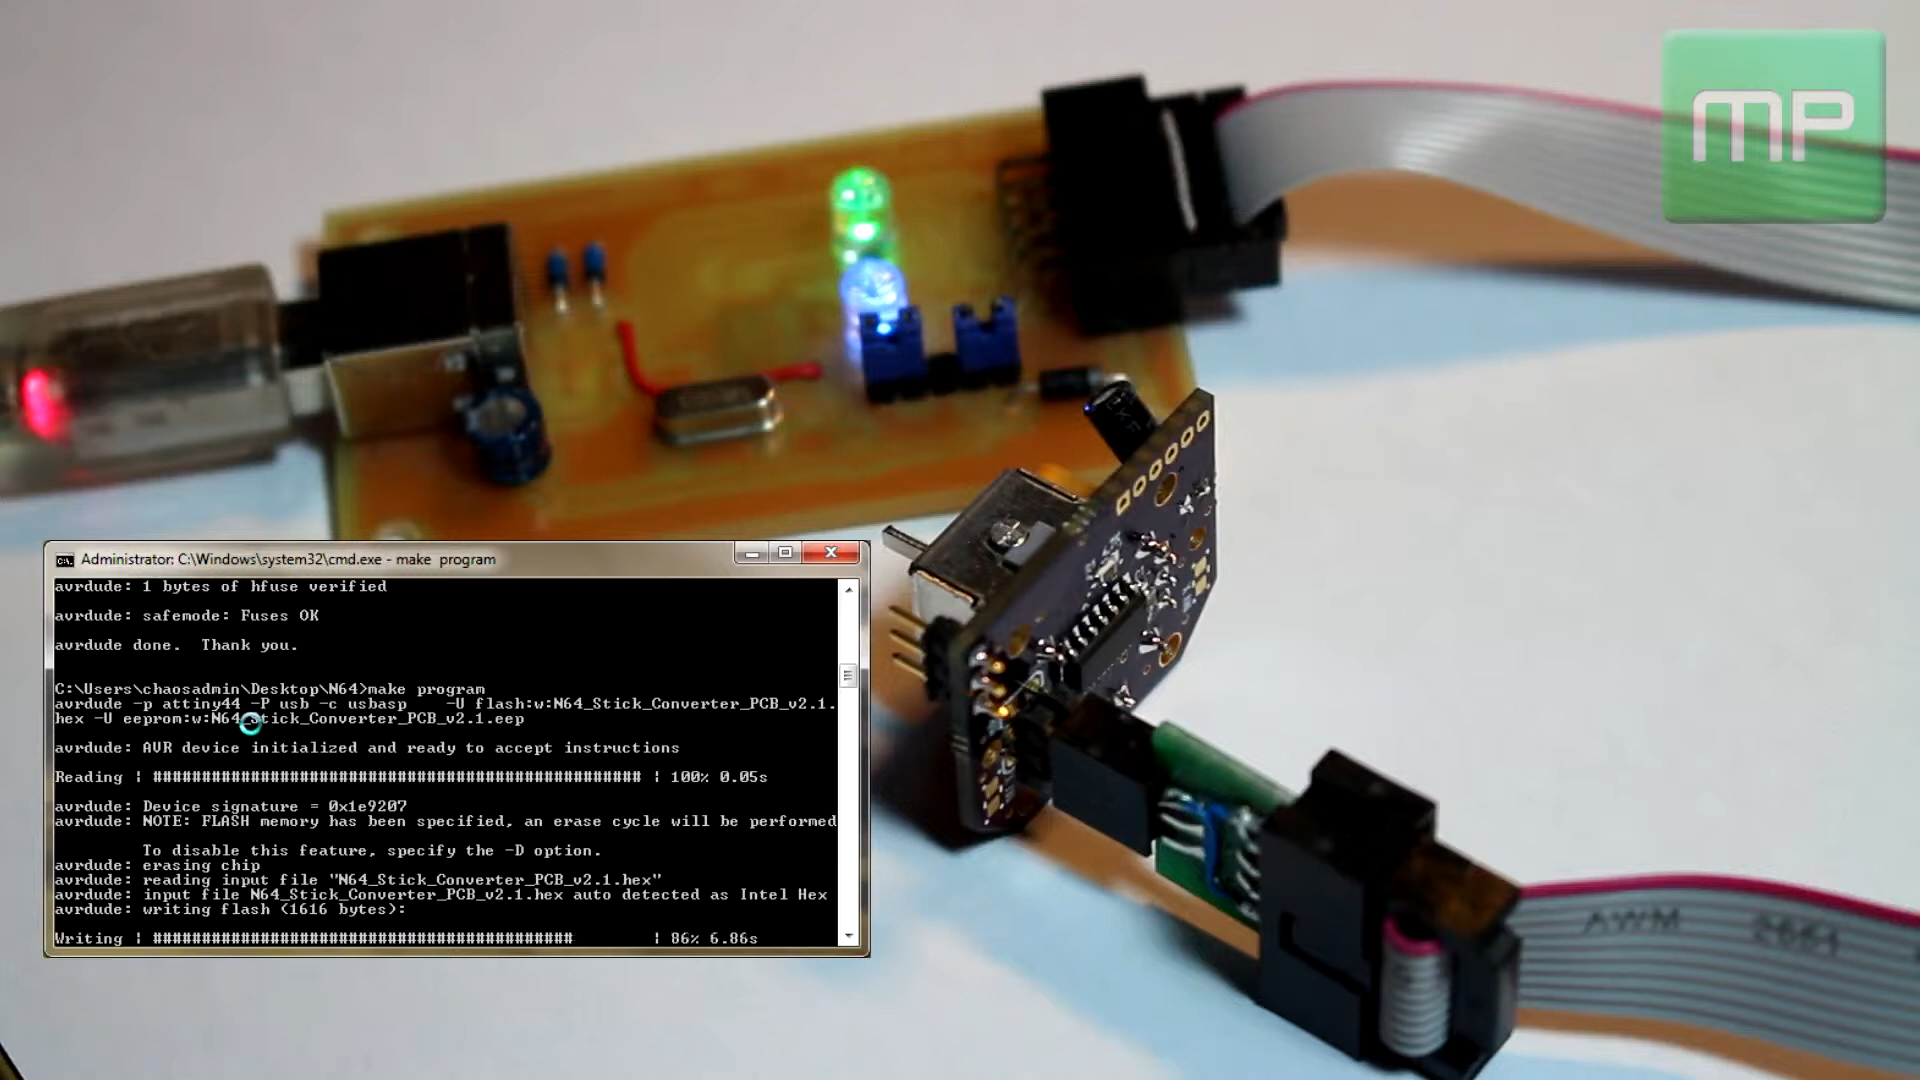 MP
Administrator: C:\Windows\system32\cmd.exe - make  program
avrdude: 1 bytes of hfuse verified
avrdude: safemode: Fuses OK
avrdude done.  Thank you.
C:\Users\chaosadmin\Desktop\N64>make program
avrdude -p attiny44 -P usb -c usbasp    -U flash:w:N64_Stick_Converter_PCB_v2.1.
hex -U eeprom:w:N64_Stick_Converter_PCB_v2.1.eep
avrdude: AVR device initialized and ready to accept instructions
Reading | ################################################## | 100% 0.05s
avrdude: Device signature = 0x1e9207
avrdude: NOTE: FLASH memory has been specified, an erase cycle will be performed
To disable this feature, specify the -D option.
avrdude: erasing chip
avrdude: reading input file "N64_Stick_Converter_PCB_v2.1.hex"
avrdude: input file N64_Stick_Converter_PCB_v2.1.hex auto detected as Intel Hex
avrdude: writing flash (1616 bytes):
Writing | ###########################################        | 86% 6.86s
AWM 2651